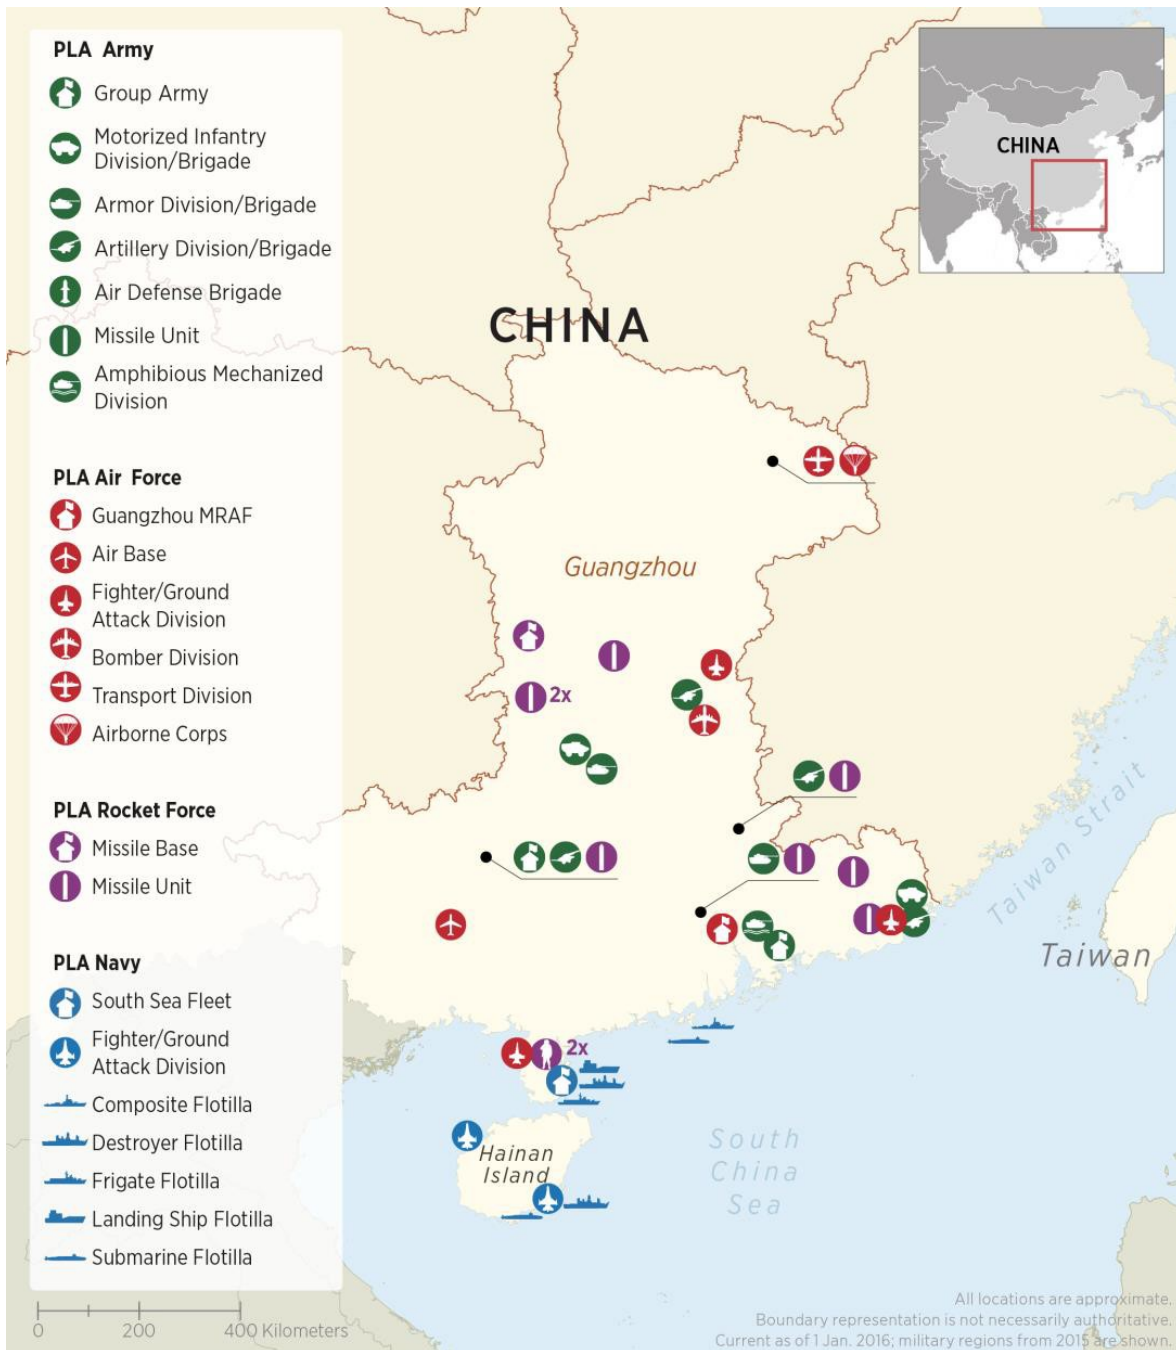 PLA Army
Group Army
Motorized Infantry
Division/Brigade
Armor Division/Brigade
Artillery Division/Brigade
Air Defense Brigade
Missile Unit
Amphibious Mechanized
Division
PLA Air Force
Guangzhou MRAF
Air Base
Fighter/Ground
Attack Division
Bomber Division
Transport Division
Airborne Corps
PLA Rocket Force
Missile Base
Missile Unit
PLA Navy
South Sea Fleet
Fighter/Ground
Attack Division
Composite Flotilla
Destroyer Flotilla
Frigate Flotilla
Landing Ship Flotilla
Submarine Flotilla
0 200 400 Kilometers
CHINA
CHINA
Guangzhou
2x
Taiwan Strait
Taiwan
2x
Hainan
Island
South
China
Sea
All locations are approximate.
Boundary representation is not necessarily authoritative.
Current as of 1 Jan. 2016; military regions from 2015 are shown.